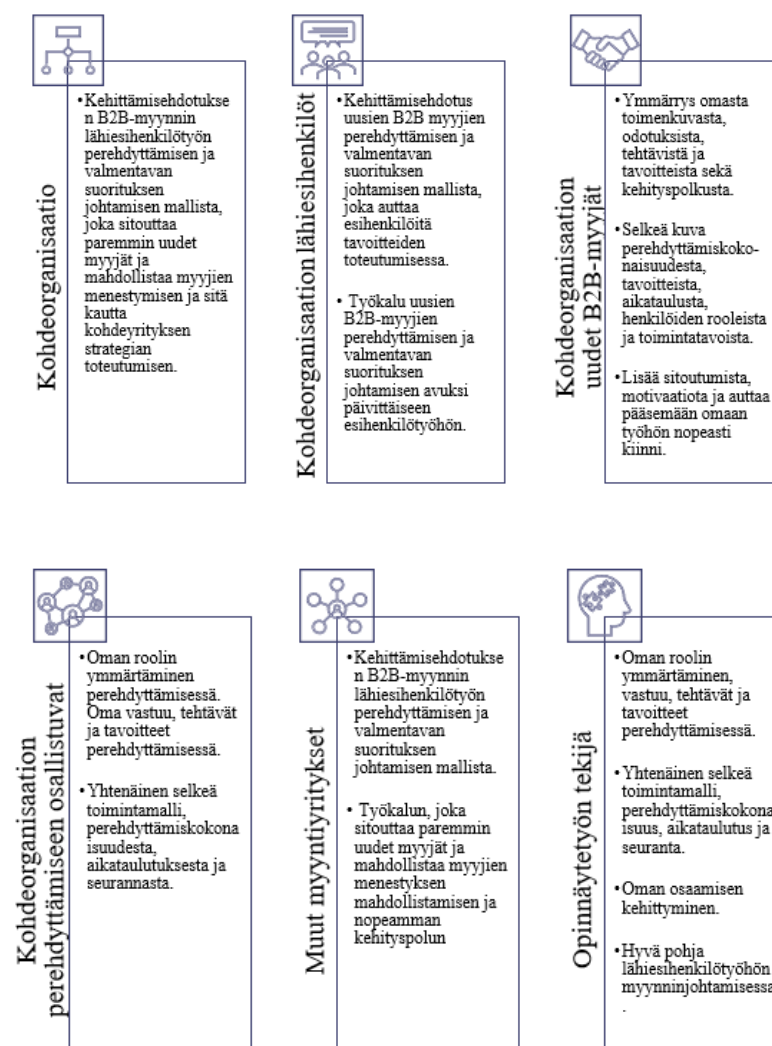 Kohdeorganisaatio
•Kehittämisehdotukse
n B2B-myynnin
lähiesihenkilötyön
perehdyttämisen ja
valmentavan
suorituksen
johtamisen mallista,
joka sitouttaa
paremmin uudet
myyjät ja
mahdollistaa myyjien
menestymisen ja sitä
kautta
kohdeyrityksen
strategian
toteutumisen.
Kohdeorganisaation lähiesihenkilöt
•Kehittämisehdotus
uusien B2B myyjien
perehdyttämisen ja
valmentavan
suorituksen
johtamisen mallista,
joka auttaa
esihenkilöitä
tavoitteiden
toteutumisessa.
• Työkalu uusien
B2B-myyjien
perehdyttämisen ja
valmentavan
suorituksen
johtamisen avuksi
päivittäiseen
esihenkilötyöhön.
Kohdeorganisaation
uudet B2B-myyjät
•Ymmärrys omasta
toimenkuvasta,
odotuksista,
tehtävistä ja
tavoitteista sekä
kehityspolkusta.
•Selkeä kuva
perehdyttämiskoko-
naisuudesta,
tavoitteista,
aikataulusta,
henkilöiden rooleista
ja toimintatavoista.
•Lisää sitoutumista,
motivaatiota ja auttaa
pääsemään omaan
työhön nopeasti
kiinni.
Kohdeorganisaation
perehdyttämiseen osallistuvat
•Oman roolin
ymmärtäminen
perehdyttämisessä.
Oma vastuu, tehtävät
ja tavoitteet
perehdyttämisessä.
•Yhtenäinen selkeä
toimintamalli,
perehdyttämiskokona
isuudesta,
aikataulutuksesta ja
seurannasta.
Muut myyntiyritykset
•Kehittämisehdotukse
n B2B-myynnin
lähiesihenkilötyön
perehdyttämisen ja
valmentavan
suorituksen
johtamisen mallista.
• Työkalun, joka
sitouttaa paremmin
uudet myyjät ja
mahdollistaa myyjien
menestyksen
mahdollistamisen ja
nopeamman
kehityspolun
Opinnäytetyön tekijä
•Oman roolin
ymmärtäminen,
vastuu, tehtävät ja
tavoitteet
perehdyttämisessä.
•Yhtenäinen selkeä
toimintamalli,
perehdyttämiskokona
isuus, aikataulutus ja
seuranta.
•Oman osaamisen
kehittyminen.
•Hyvä pohja
lähiesihenkilötyöhön
myynninjohtamisessa
.